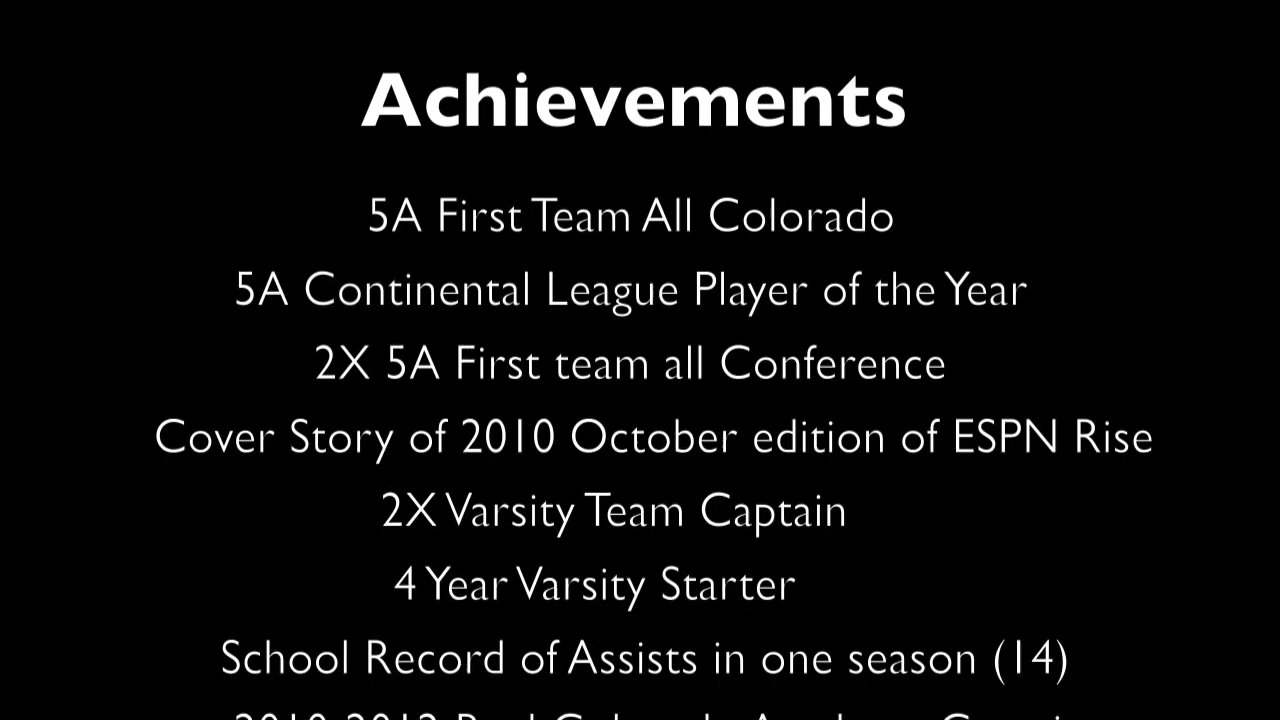 Achievements
5A First Team All Colorado
5A Continental League Player of the Year
2X 5A First team all Conference
Cover Story of 2010 October edition of ESPN Rise
2X Varsity Team Captain
4 Year Varsity Starter
School Record of Assists in one season (14)